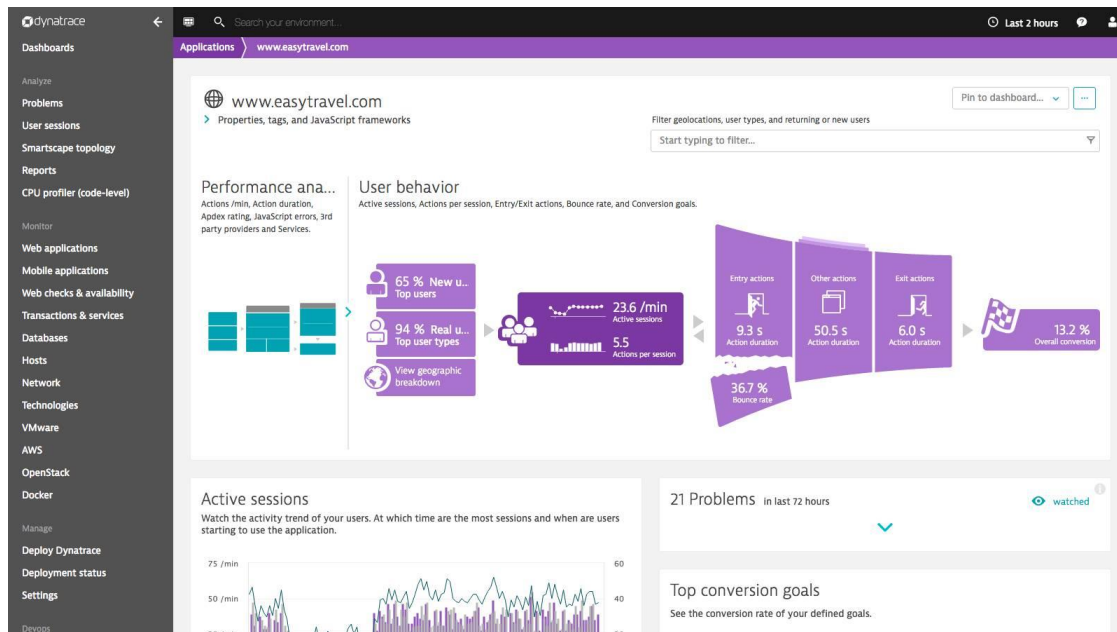 dynatrace
Search your environment...
Last 2 hours
Dashboards
Applications
www.easytravel.com
Analyze
Problems
User sessions
Smartscape topology
Reports
CPU profiler (code-level)
Monitor
Web applications
Mobile applications
Web checks & availability
Transactions & services
Databases
Hosts
Network
Technologies
VMware
AWS
OpenStack
Docker
Manage
Deploy Dynatrace
Deployment status
Settings
Devops
www.easytravel.com
Properties, tags, and JavaScript frameworks
Pin to dashboard...
...
Filter geolocations, user types, and returning or new users
Start typing to filter...
Performance ana...
Actions /min, Action duration,
Apdex rating, JavaScript errors, 3rd
party providers and Services.
User behavior
Active sessions, Actions per session, Entry/Exit actions, Bounce rate, and Conversion goals.
65 % New u...
Top users
94 % Real u...
Top user types
View geographic
breakdown
23.6 /min
Active sessions
5.5
Actions per session
Entry actions
9.3 s
Action duration
36.7 %
Bounce rate
Other actions
50.5 s
Action duration
Exit actions
6.0 s
Action duration
13.2 %
Overall conversion
Active sessions
Watch the activity trend of your users. At which time are the most sessions and when are users
starting to use the application.
75 /min
60
50 /min
40
21 Problems in last 72 hours
watched
Top conversion goals
See the conversion rate of your defined goals.